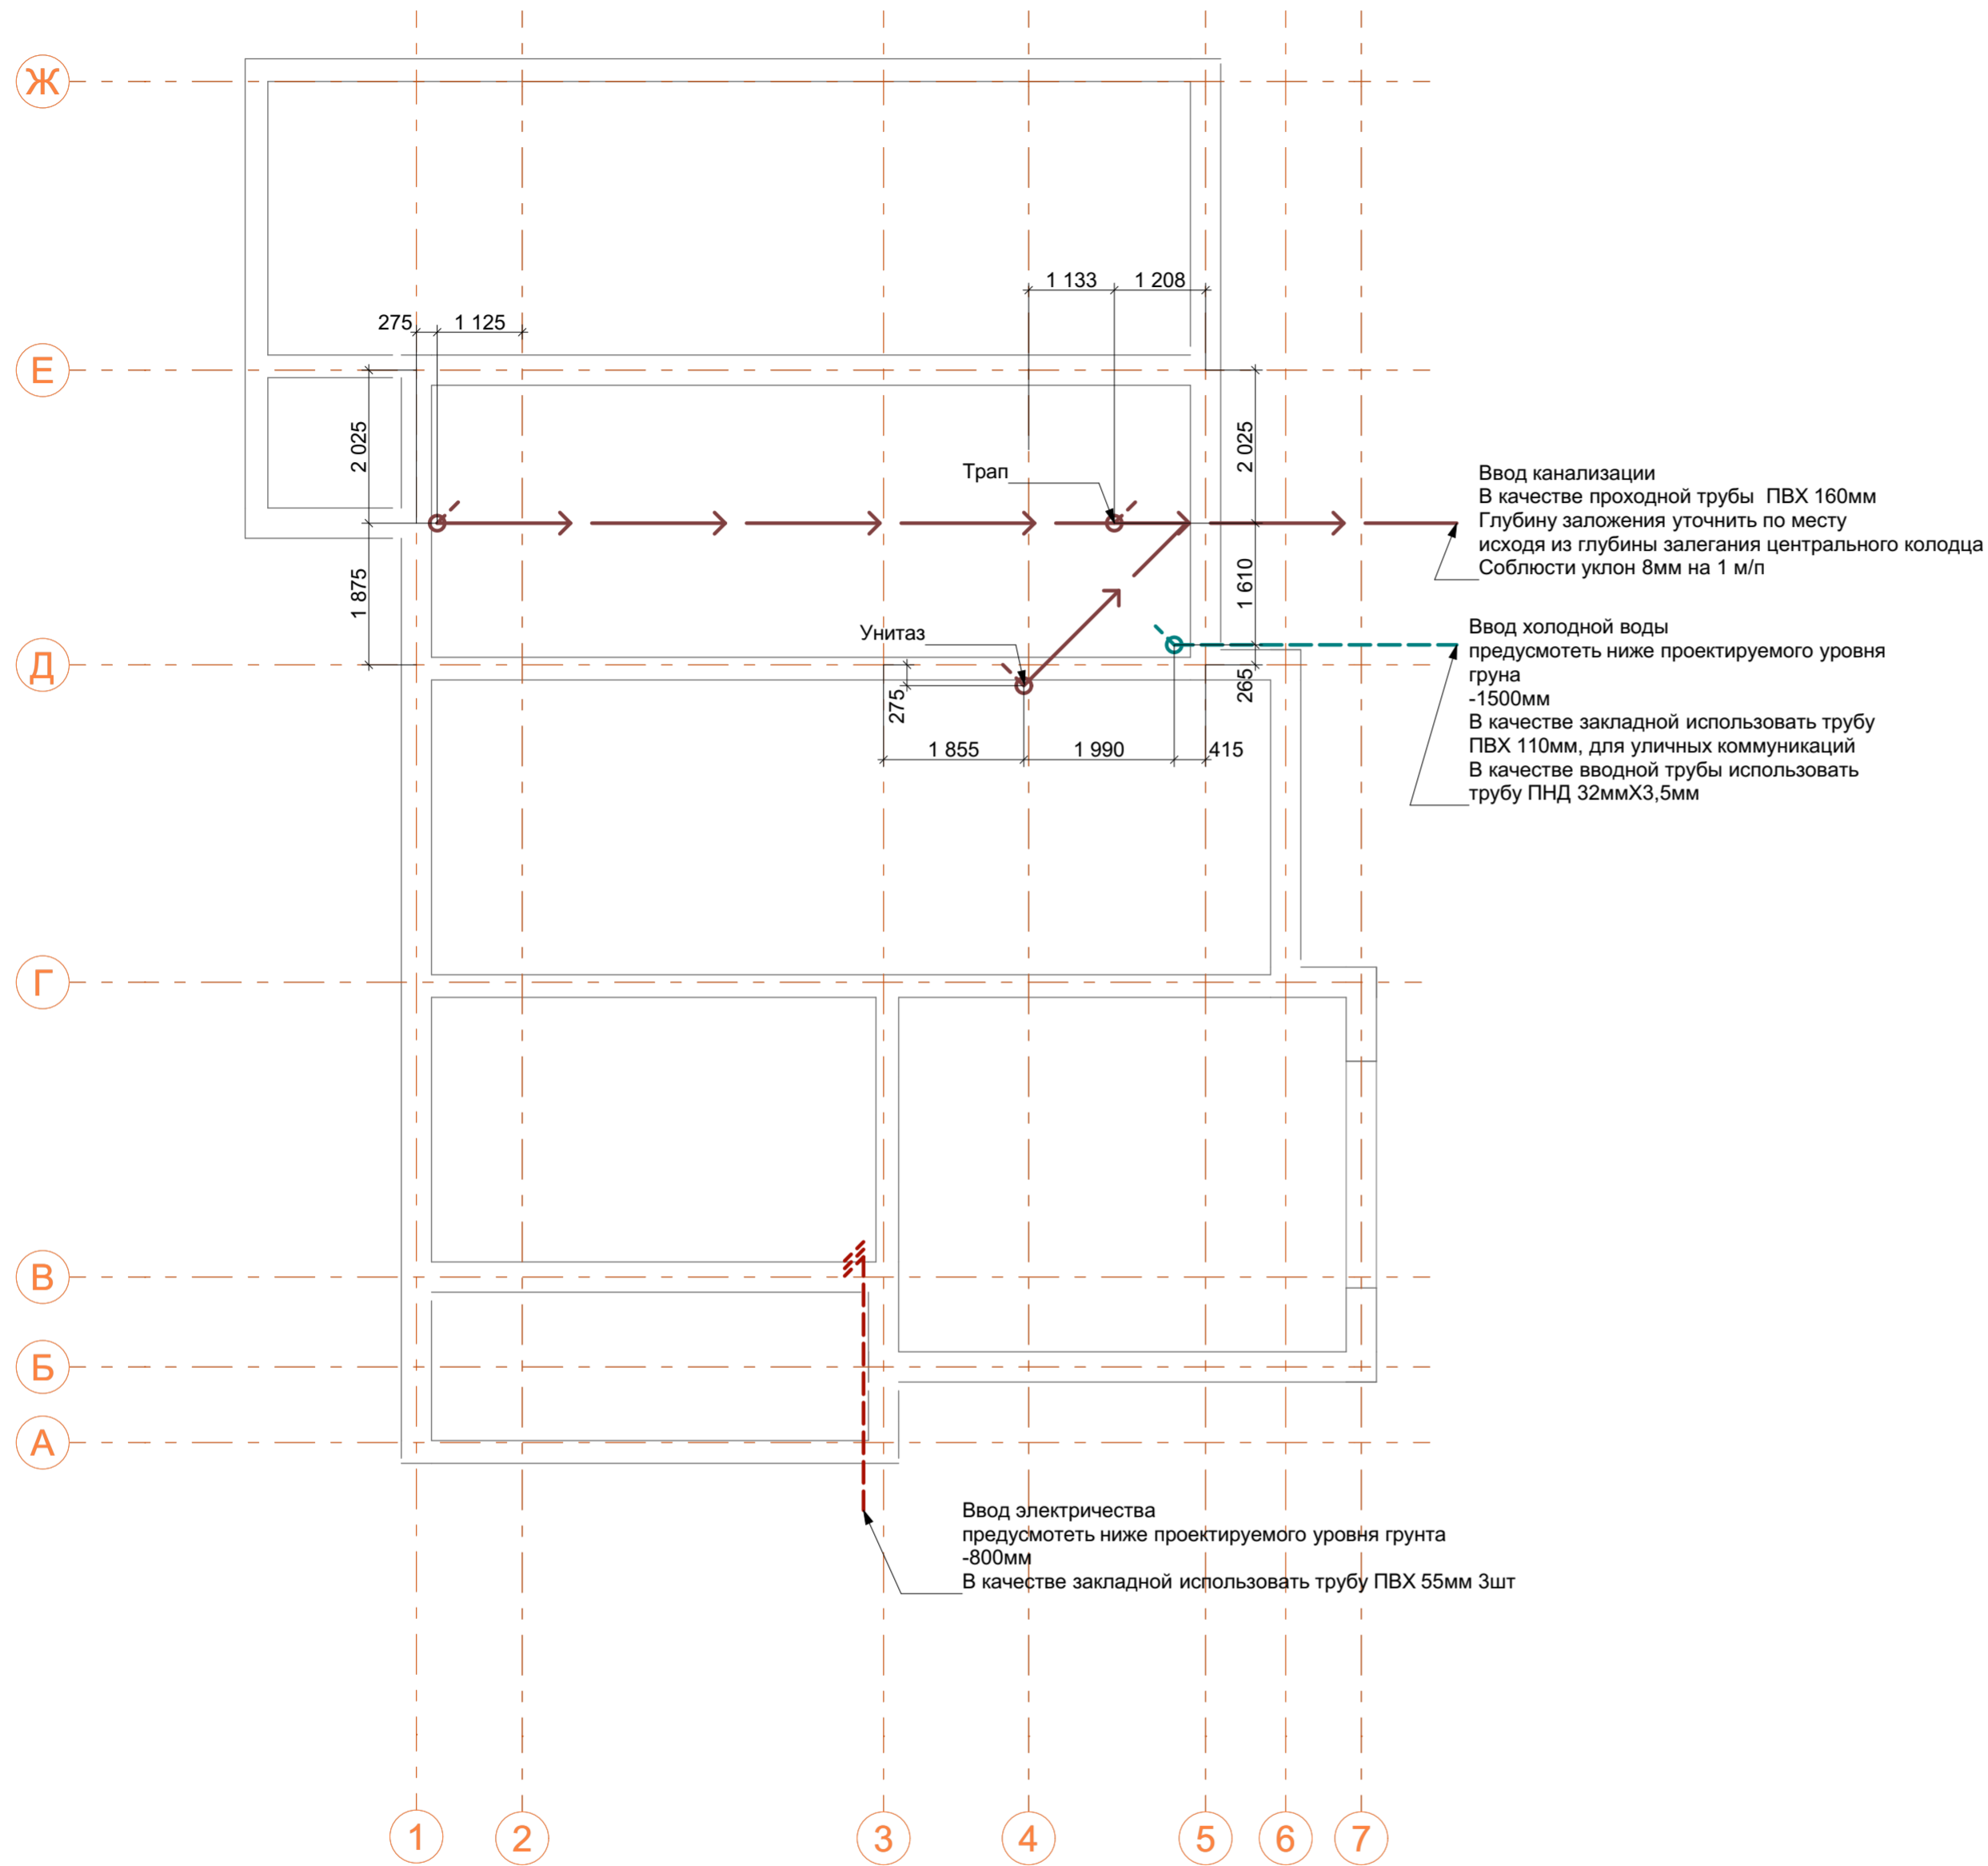 Ж
1 133
1 208
275
1 125
Е
2 025
2 025
Трап
Ввод канализации
В качестве проходной трубы ПВХ 160мм
Глубину заложения уточнить по месту
исходя из глубины залегания центрального колодца
Соблюсти уклон 8мм на 1 м/п
1 875
1 610
Унитаз
Ввод холодной воды
предусмотеть ниже проектируемого уровня
груна
-1500мм
В качестве закладной использовать трубу
ПВХ 110мм, для уличных коммуникаций
В качестве вводной трубы использовать
трубу ПНД 32ммХ3,5мм
Д
275
265
1 855
1 990
415
Г
В
Б
А
Ввод электричества
предусмотеть ниже проектируемого уровня грунта
-800мм
В качестве закладной использовать трубу ПВХ 55мм 3шт
1
2
3
4
5
6
7